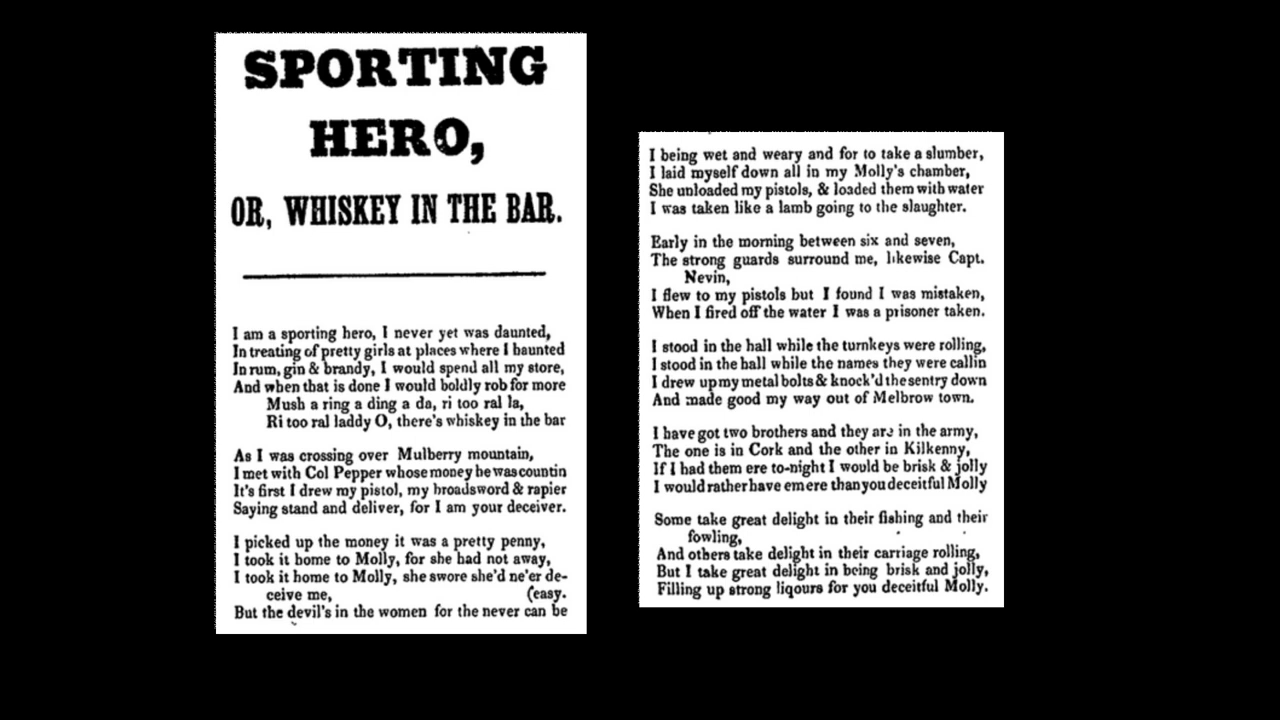 SPORTING
HERO,
OR, WHISKEY IN THE BAR.
I am a sporting hero, I never yet was daunted,
In treating of pretty girls at places where I haunted
In rum, gin & brandy, I would spend all my store,
And when that is done I would boldly rob for more
Mush a ring a ding a da, ri too ral la,
Ri too ral laddy O, there's whiskey in the bar
As I was crossing over Mulberry mountain,
I met with Col Pepper whose money he was countin
It's first I drew my pistol, my broadsword & rapier
Saying stand and deliver, for I am your deceiver.
I picked up the money it was a pretty penny,
I took it home to Molly, for she had not away,
I took it home to Molly, she swore she'd ne'er de-
ceive me, (easy.
But the devil's in the women for the never can be
I being wet and weary and for to take a slumber,
I laid myself down all in my Molly's chamber,
She unloaded my pistols, & loaded them with water
I was taken like a lamb going to the slaughter.
Early in the morning between six and seven,
The strong guards surround me, likewise Capt.
Nevin,
I flew to my pistols but I found I was mistaken,
When I fired off the water I was a prisoner taken.
I stood in the hall while the turnkeys were rolling,
I stood in the hall while the names they were callin
I drew up my metal bolts & knock'd the sentry down
And made good my way out of Melbrow town.
I have got two brothers and they are in the army,
The one is in Cork and the other in Kilkenny,
If I had them ere to-night I would be brisk & jolly
I would rather have em ere than you deceitful Molly
Some take great delight in their fishing and their
fowling,
And others take delight in their carriage rolling,
But I take great delight in being brisk and jolly,
Filling up strong liqours for you deceitful Molly.